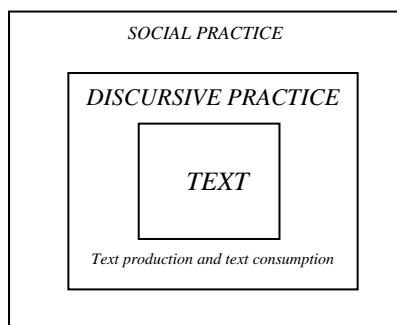 SOCIAL PRACTICE
DISCURSIVE PRACTICE
TEXT
Text production and text consumption